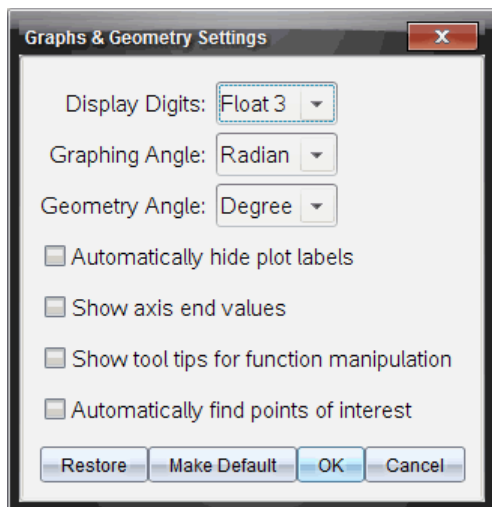 Graphs & Geometry Settings
X
Display Digits: Float 3
Graphing Angle: Radian
Geometry Angle: Degree
Automatically hide plot labels
Show axis end values
Show tool tips for function manipulation
Automatically find points of interest
Restore Make Default OK Cancel